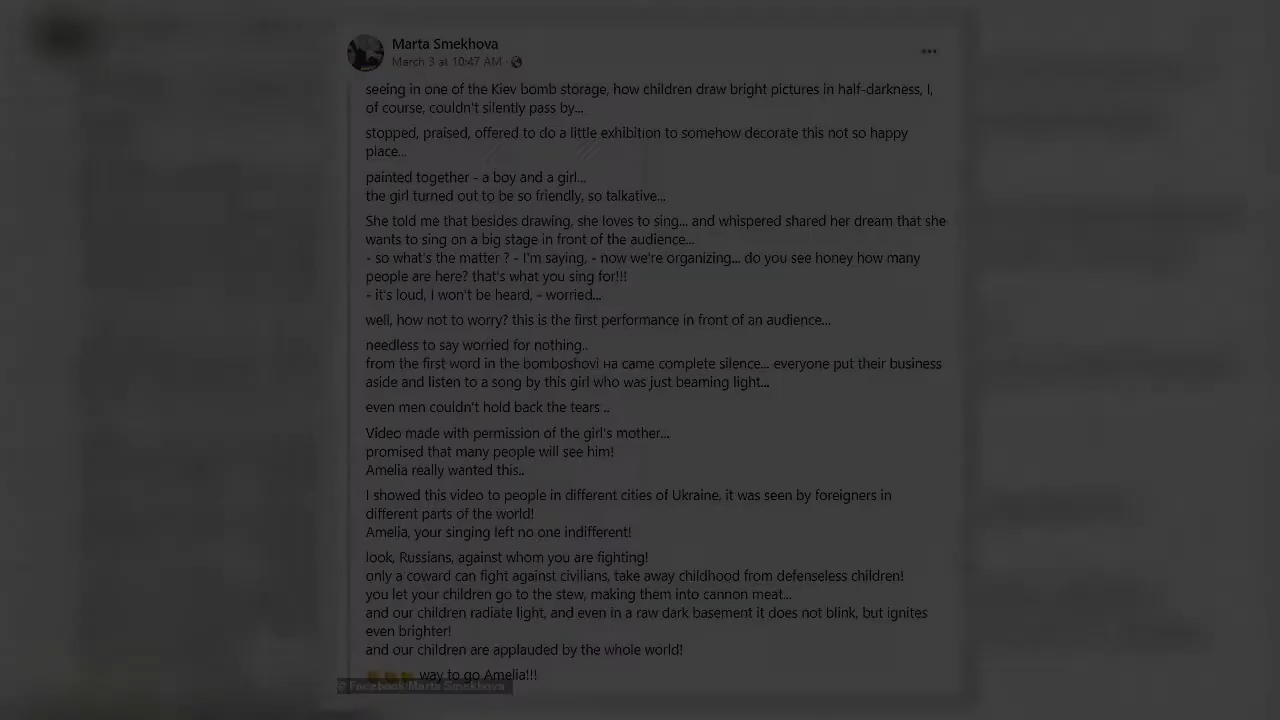 Marta Smekhova
March 3 at 10:47 AM ·
seeing in one of the Kiev bomb storage, how children draw bright pictures in half-darkness, I,
of course, couldn't silently pass by...
stopped, praised, offered to do a little exhibition to somehow decorate this not so happy
place...
painted together - a boy and a girl...
the girl turned out to be so friendly, so talkative...
She told me that besides drawing, she loves to sing... and whispered shared her dream that she
wants to sing on a big stage in front of the audience...
- so what's the matter ? - I'm saying, - now we're organizing... do you see honey how many
people are here? that's what you sing for!!!
- it's loud, I won't be heard, - worried...
well, how not to worry? this is the first performance in front of an audience...
needless to say worried for nothing..
from the first word in the bomboshovi на came complete silence... everyone put their business
aside and listen to a song by this girl who was just beaming light...
even men couldn't hold back the tears ..
Video made with permission of the girl's mother...
promised that many people will see him!
Amelia really wanted this..
I showed this video to people in different cities of Ukraine, it was seen by foreigners in
different parts of the world!
Amelia, your singing left no one indifferent!
look, Russians, against whom you are fighting!
only a coward can fight against civilians, take away childhood from defenseless children!
you let your children go to the stew, making them into cannon meat...
and our children radiate light, and even in a raw dark basement it does not blink, but ignites
even brighter!
and our children are applauded by the whole world!
way to go Amelia!!!
© Facebook/Marta Smekhova